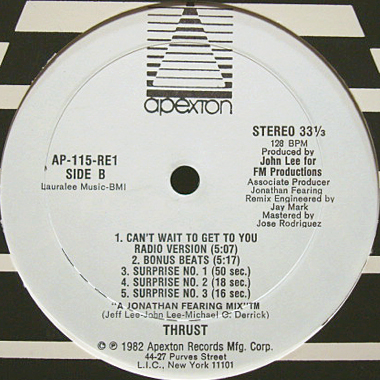 apexton
AP-115-RE1
SIDE B
Lauralee Music-BMI
STEREO 33⅓
128 BPM
Produced by
John Lee for
FM Productions
Associate Producer
Jonathan Fearing
Remix Engineered by
Jay Mark
Mastered by
Jose Rodriguez
1. CAN'T WAIT TO GET TO YOU
RADIO VERSION (5:07)
2. BONUS BEATS (5:17)
3. SURPRISE NO. 1 (50 sec.)
4. SURPRISE NO. 2 (18 sec.)
5. SURPRISE NO. 3 (16 sec.)
"A JONATHAN FEARING MIX"TM
(Jeff Lee-John Lee-Michael G. Derrick)
THRUST
© ℗ 1982 Apexton Records Mfg. Corp.
44-27 Purves Street
L.I.C., New York 11101